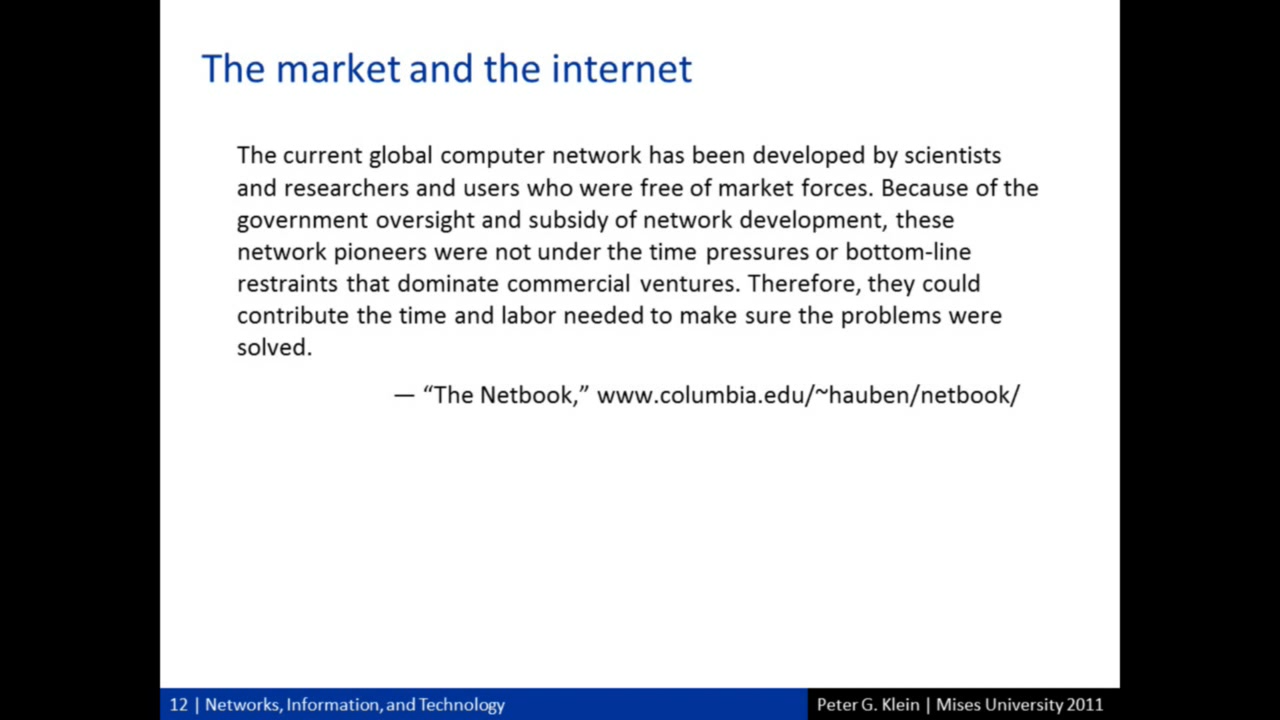 The market and the internet
The current global computer network has been developed by scientists
and researchers and users who were free of market forces. Because of the
government oversight and subsidy of network development, these
network pioneers were not under the time pressures or bottom-line
restraints that dominate commercial ventures. Therefore, they could
contribute the time and labor needed to make sure the problems were
solved.
— “The Netbook,” www.columbia.edu/~hauben/netbook/
12 | Networks, Information, and Technology
Peter G. Klein | Mises University 2011